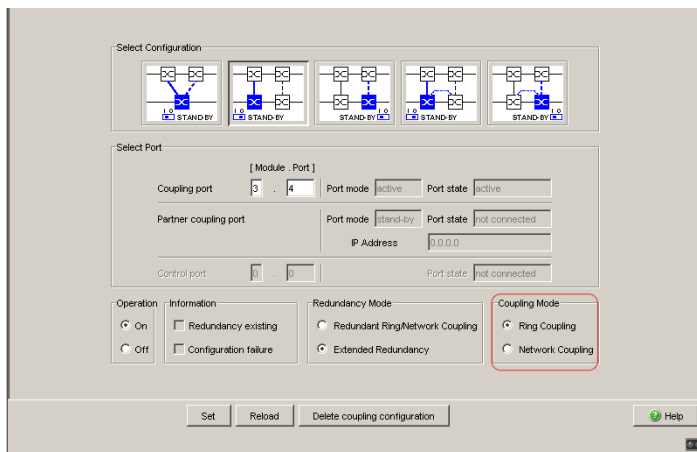 Select Configuration
I O
STAND-BY
I O
STAND-BY
I O
STAND-BY
I O
STAND-BY
I O
STAND-BY
Select Port
[ Module . Port ]
Coupling port 3 . 4 Port mode active Port state active
Partner coupling port Port mode stand-by Port state not connected
IP Address 0.0.0.0
Control port 0 . 0 Port state not connected
Operation Information Redundancy Mode Coupling Mode
On Redundancy existing Redundant Ring/Network Coupling Ring Coupling
Off Configuration failure Extended Redundancy Network Coupling
Set Reload Delete coupling configuration Help